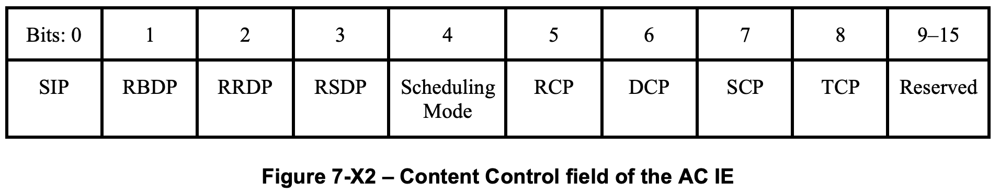 Bits: 0 1 2 3 4 5 6 7 8 9–15
SIP RBDP RRDP RSDP Scheduling RCP DCP SCP TCP Reserved
Mode
Figure 7-X2 – Content Control field of the AC IE